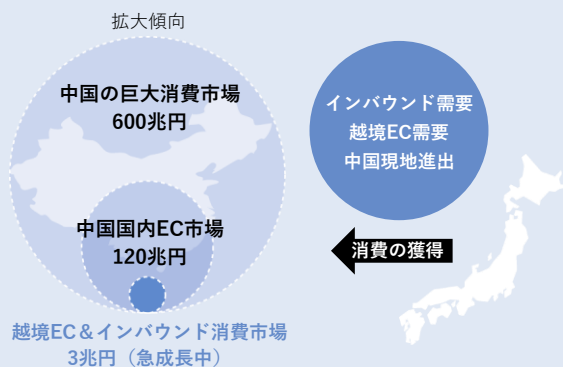 拡大傾向
中国の巨大消費市場
600兆円
中国国内EC市場
120兆円
越境EC＆インバウンド消費市場
3兆円（急成長中）
インバウンド需要
越境EC需要
中国現地進出
消費の獲得